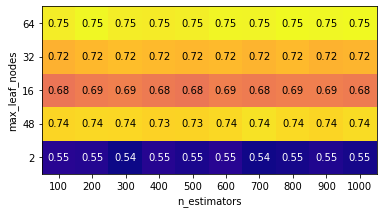 64 0.75 0.75 0.75 0.75 0.75 0.75 0.75 0.75 0.75 0.75
32 0.72 0.72 0.72 0.72 0.72 0.72 0.72 0.72 0.72 0.72
16 0.68 0.69 0.69 0.68 0.68 0.69 0.68 0.69 0.69 0.68
48 0.74 0.74 0.74 0.73 0.73 0.74 0.74 0.74 0.74 0.74
2 0.55 0.55 0.54 0.55 0.55 0.55 0.54 0.55 0.55 0.55
100 200 300 400 500 600 700 800 900 1000
n_estimators
max_leaf_nodes